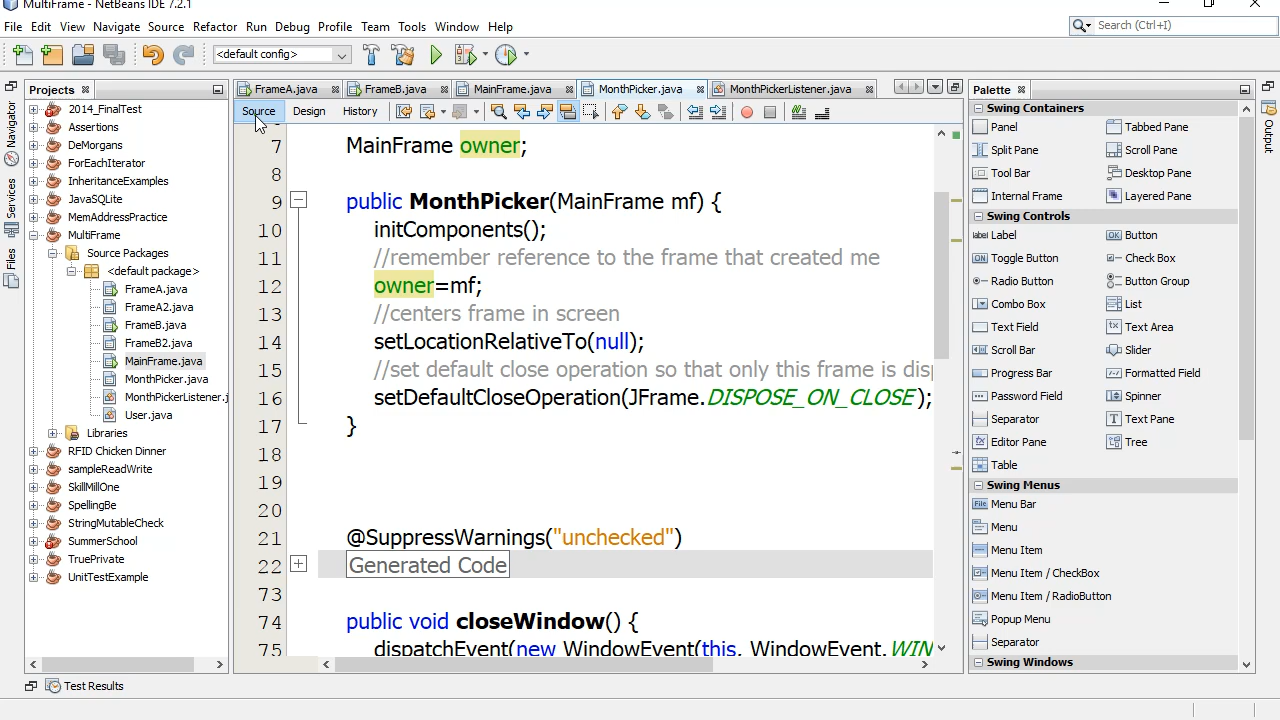 MultiFrame - NetBeans IDE 7.2.1
File Edit View Navigate Source Refactor Run Debug Profile Team Tools Window Help
Search (Ctrl+I)
<default config>
Projects
2014_FinalTest
Assertions
DeMorgans
ForEachIterator
InheritanceExamples
JavaSQLite
MemAddressPractice
MultiFrame
Source Packages
<default package>
FrameA.java
FrameA2.java
FrameB.java
FrameB2.java
MainFrame.java
MonthPicker.java
MonthPickerListener.j
User.java
Libraries
RFID Chicken Dinner
sampleReadWrite
SkillMillOne
SpellingBe
StringMutableCheck
SummerSchool
TruePrivate
UnitTestExample
Navigator
Services
Files
FrameA.java FrameB.java MainFrame.java MonthPicker.java MonthPickerListener.java
Source Design History
7 MainFrame owner;
8
9 public MonthPicker(MainFrame mf) {
10 initComponents();
11 //remember reference to the frame that created me
12 owner=mf;
13 //centers frame in screen
14 setLocationRelativeTo(null);
15 //set default close operation so that only this frame is disp
16 setDefaultCloseOperation(JFrame.DISPOSE_ON_CLOSE);
17 }
18
19
20
21 @SuppressWarnings("unchecked")
22 Generated Code
73
74 public void closeWindow() {
75 dispatchEvent(new WindowEvent(this, WindowEvent.WIN
Palette
Swing Containers
Panel Tabbed Pane
Split Pane Scroll Pane
Tool Bar Desktop Pane
Internal Frame Layered Pane
Swing Controls
label Label OK Button
ON Toggle Button Check Box
Radio Button Button Group
Combo Box List
Text Field Text Area
Scroll Bar Slider
Progress Bar Formatted Field
Password Field Spinner
Separator Text Pane
Editor Pane Tree
Table
Swing Menus
File Menu Bar
Menu
Menu Item
Menu Item / CheckBox
Menu Item / RadioButton
Popup Menu
Separator
Swing Windows
Output
Test Results